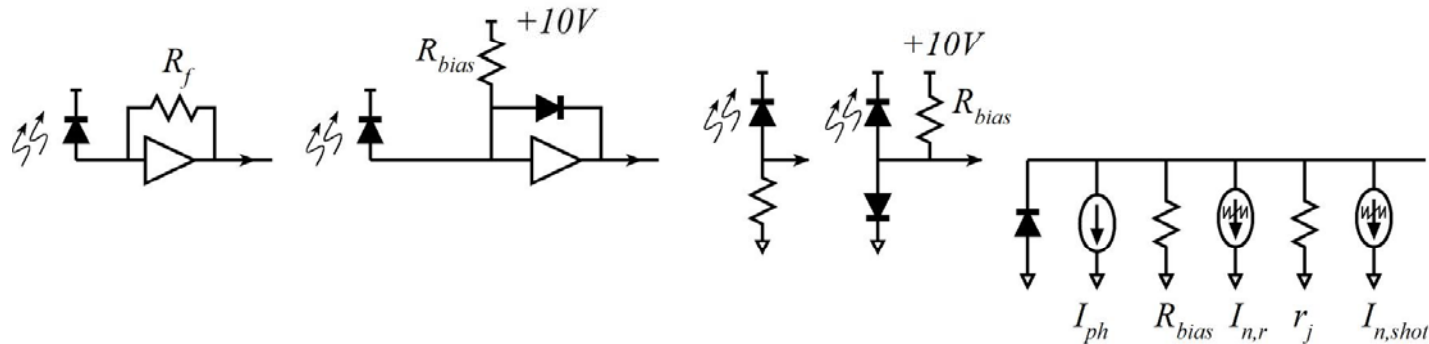 R_f
+10V
R_bias
+10V
R_bias
I_ph
R_bias
I_n,r
r_j
I_n,shot